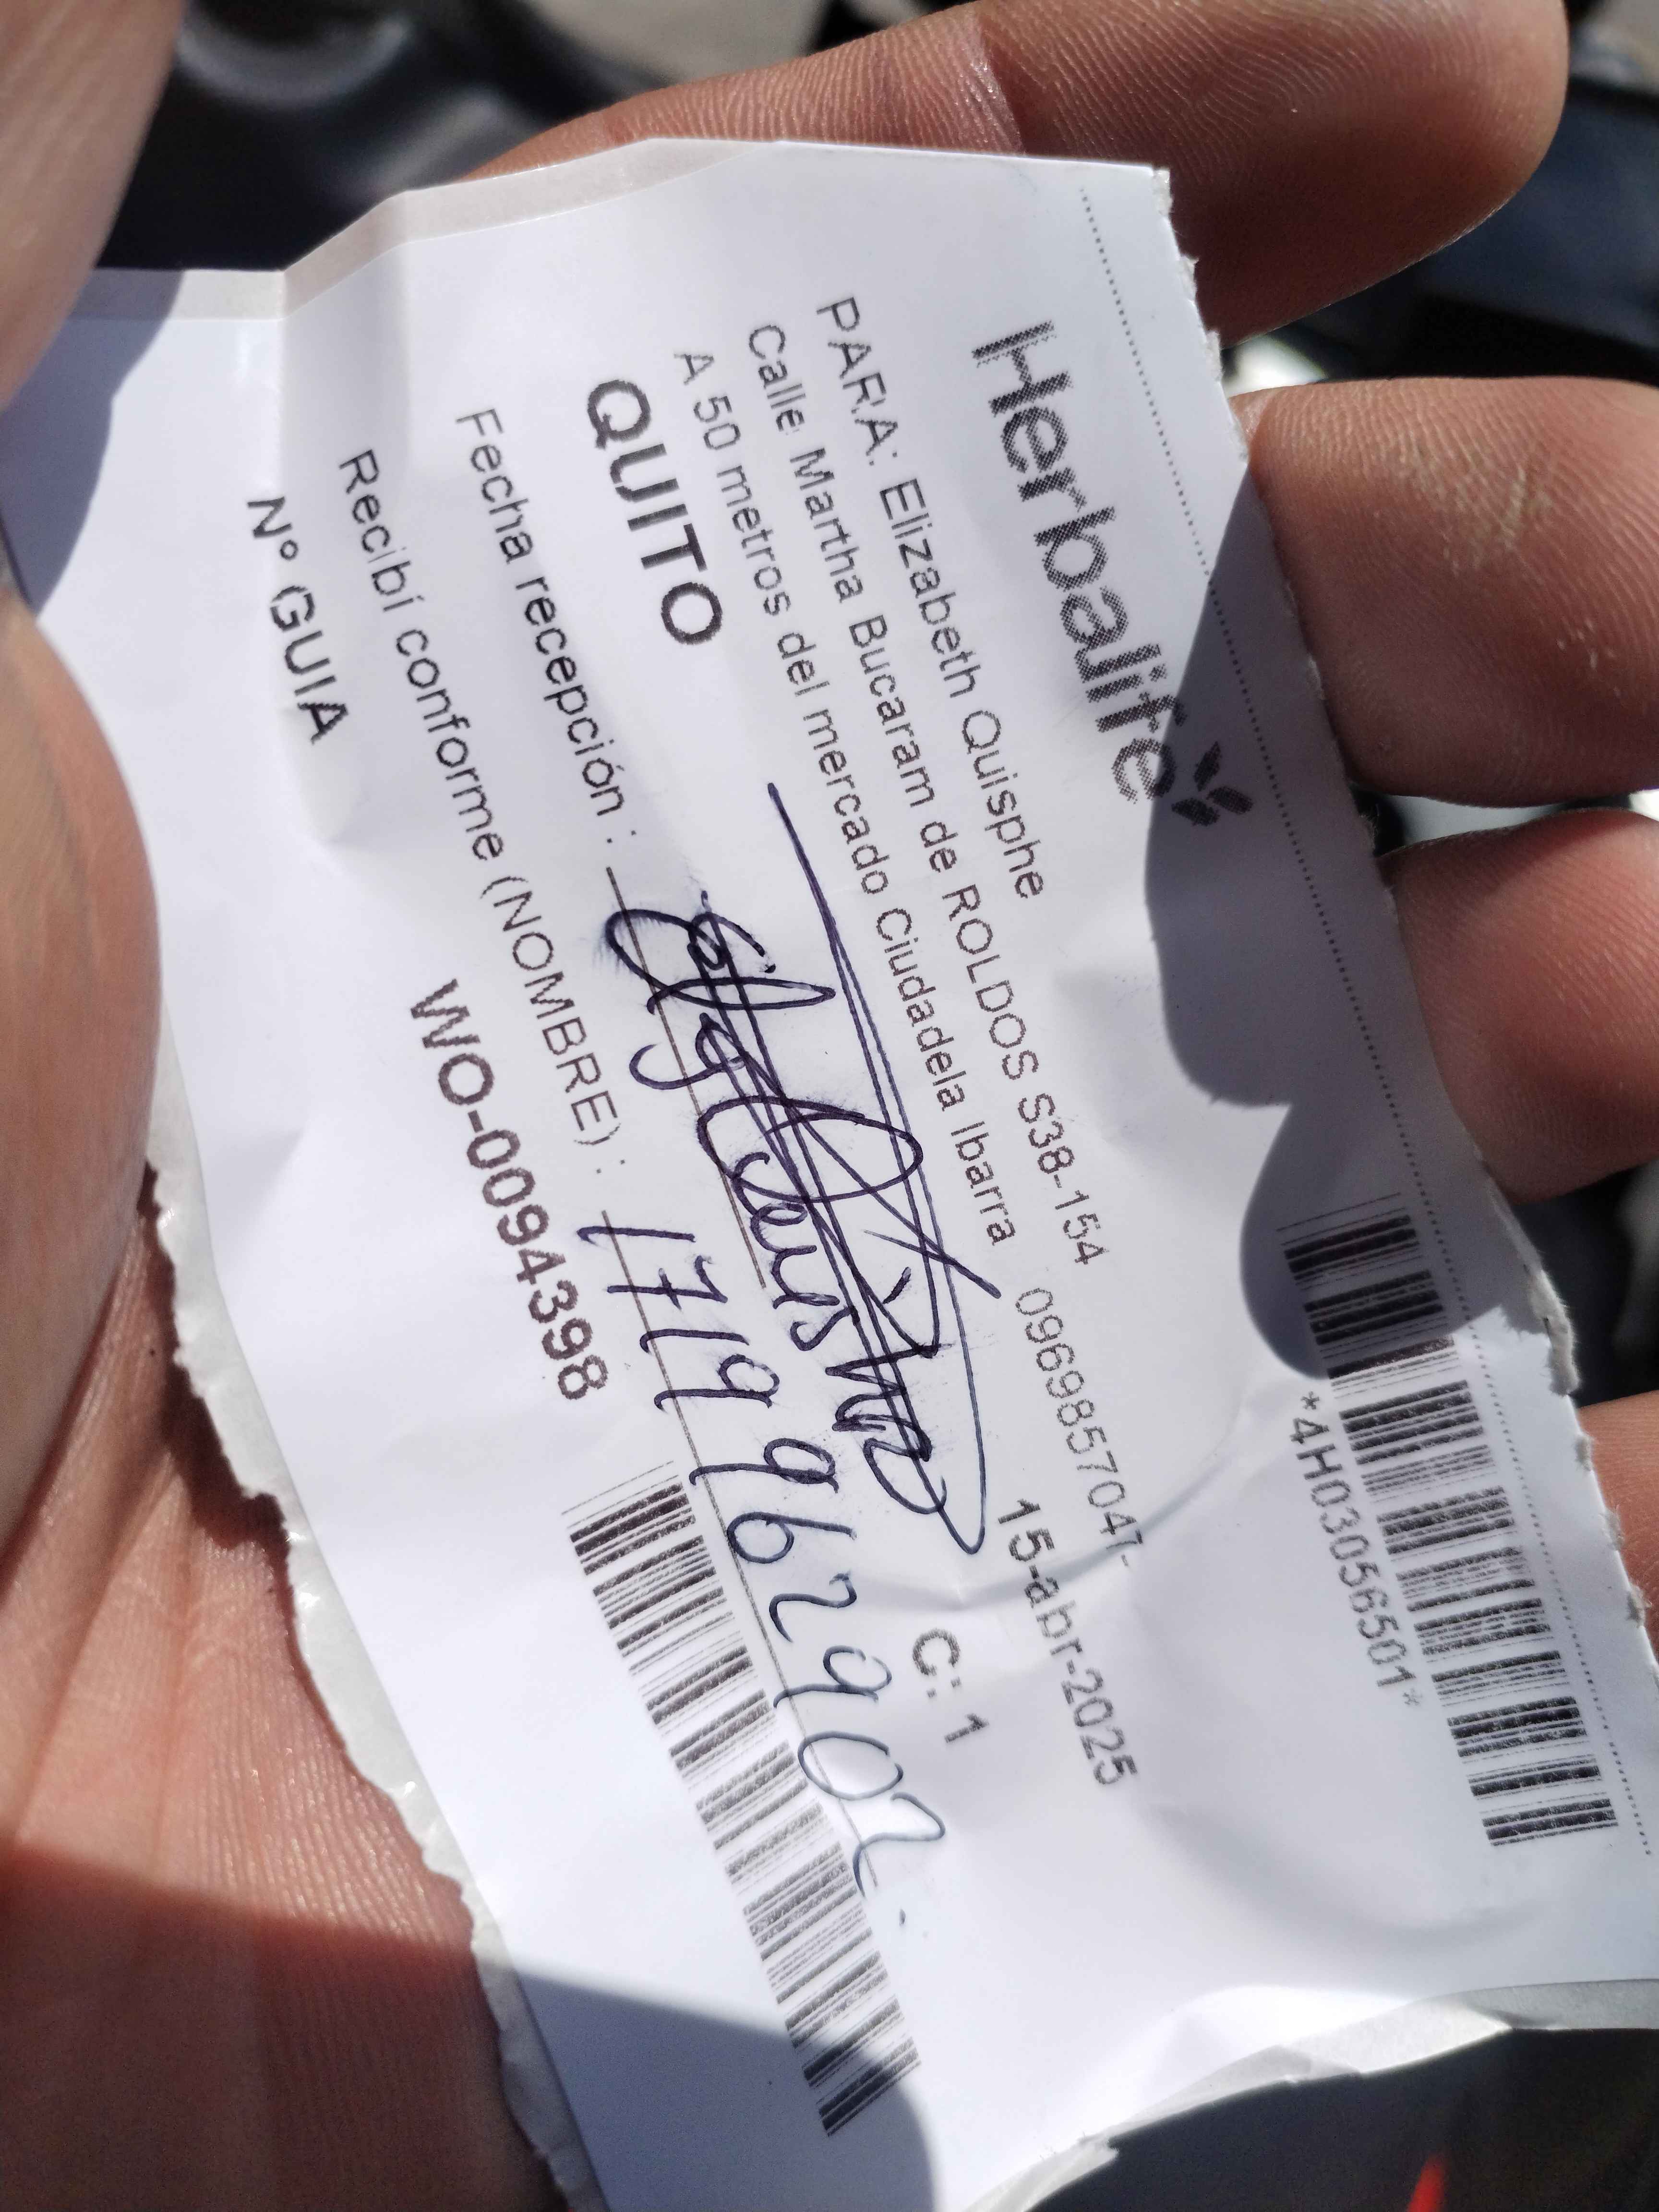 Herbalife
*4H03056501*
PARA: Elizabeth Quisphe
Calle Martha Bucaram de ROLDOS S38-154 0969857047-
A 50 metros del mercado Ciudadela Ibarra 15-abr-2025
QUITO C: 1
Fecha recepción :
Recibí conforme (NOMBRE) : 1719962902.
Nº GUIA WO-0094398